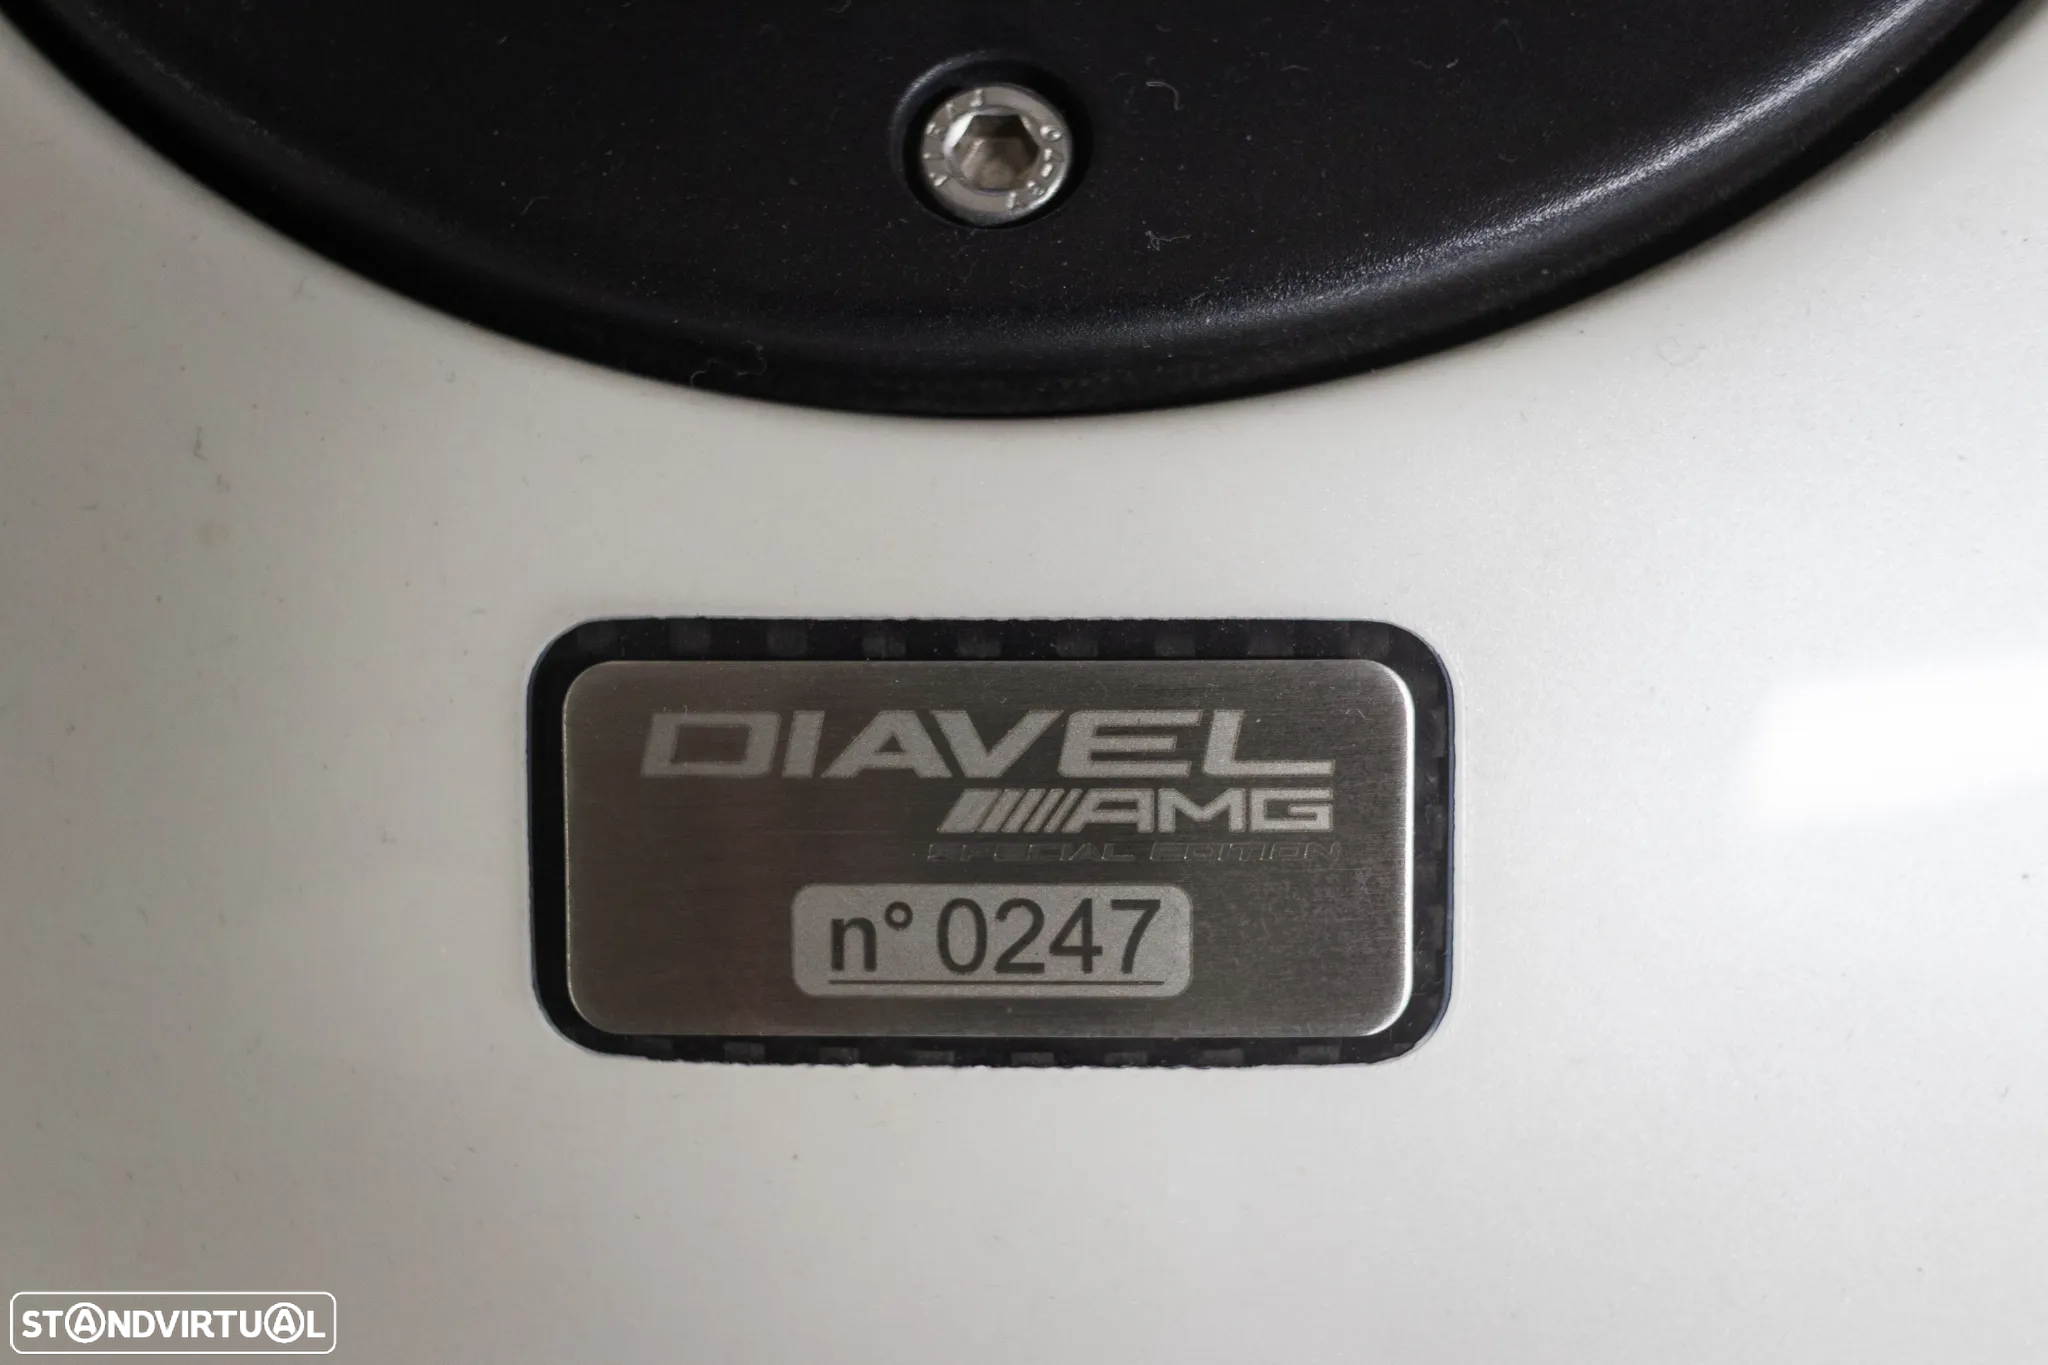 DIAVEL
AMG
SPECIAL EDITION
n° 0247
STANDVIRTUAL